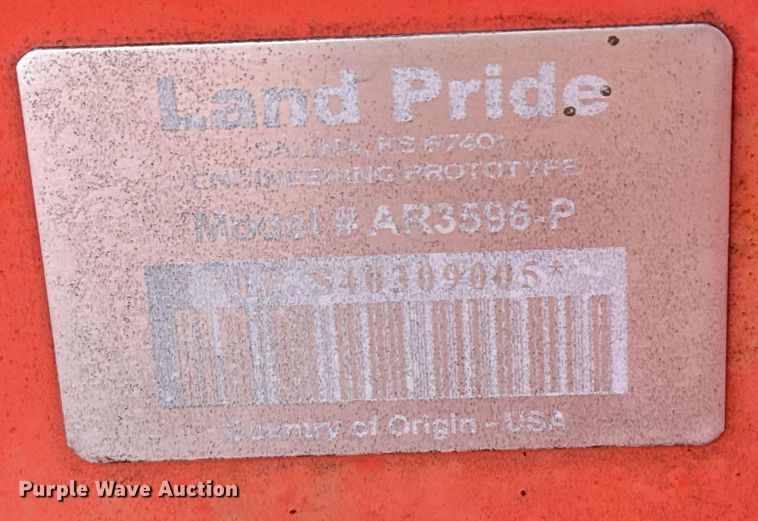 Land Pride
SALINA, KS 67401
ENGINEERING PROTOTYPE
Model # AR3596-P
Country of Origin - USA
Purple Wave Auction